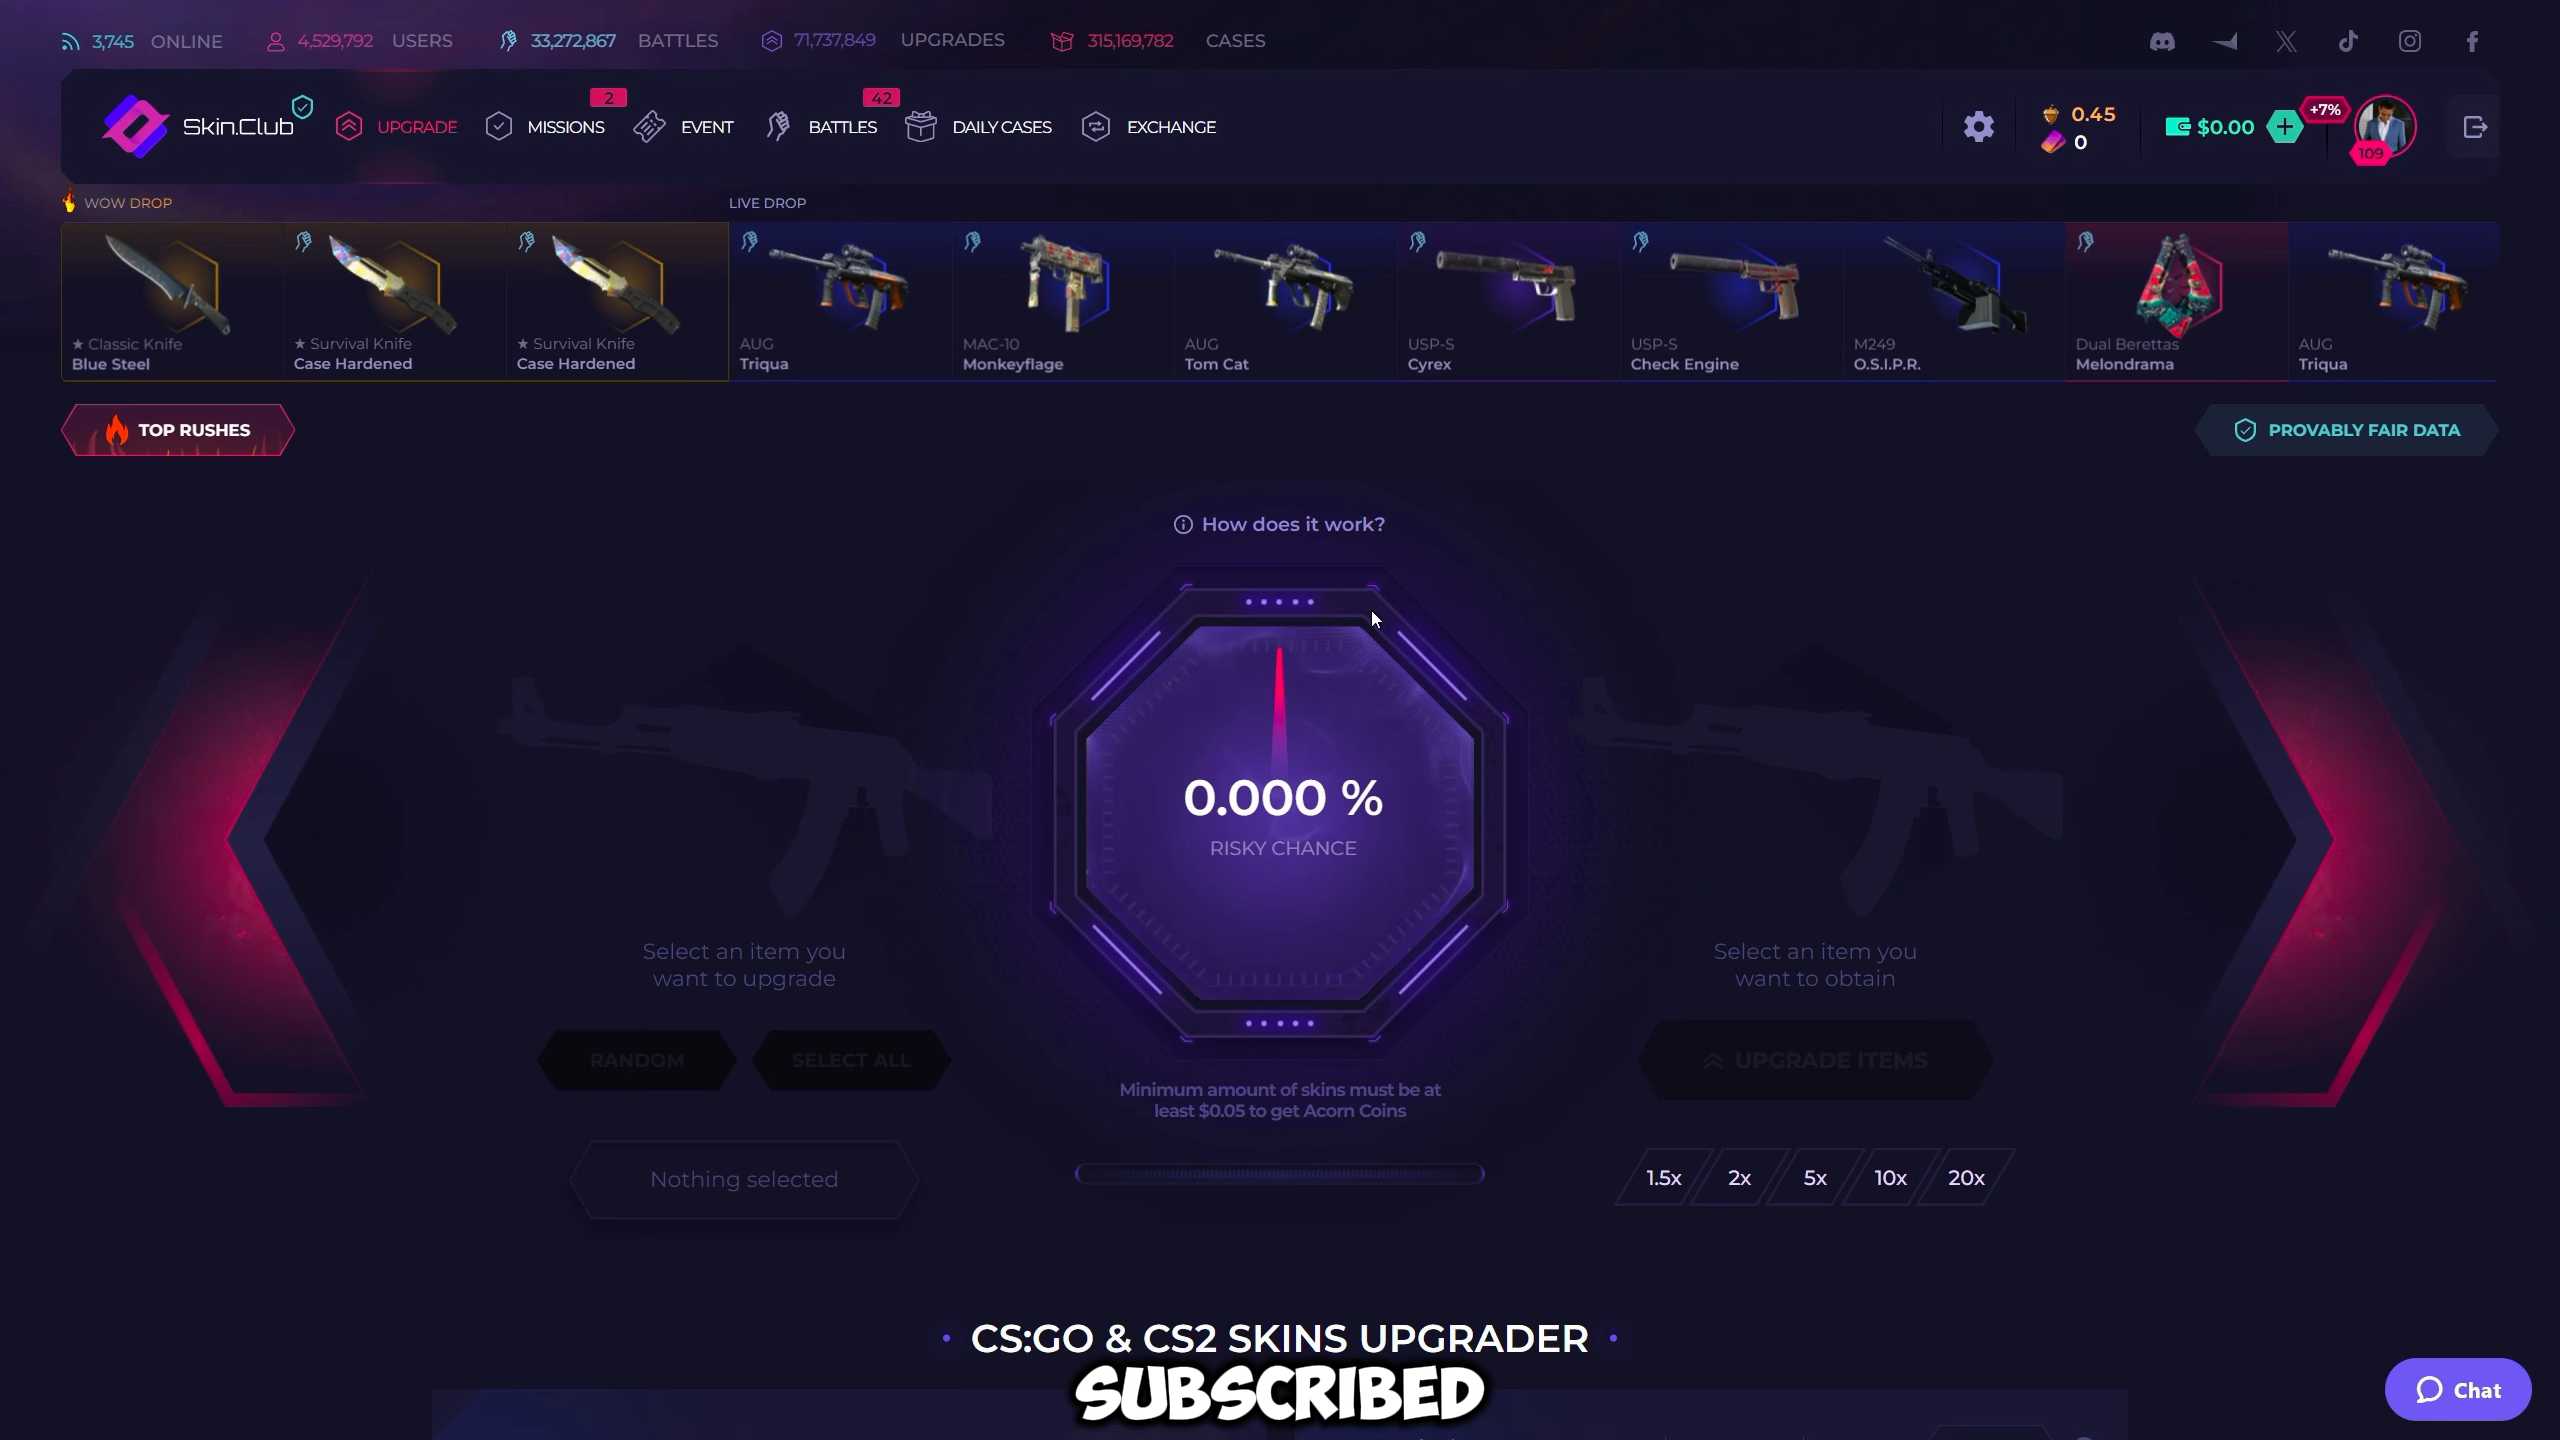 3,745 ONLINE 4,529,792 USERS 33,272,867 BATTLES 71,737,849 UPGRADES 315,169,782 CASES
Skin.Club UPGRADE 2 MISSIONS EVENT 42 BATTLES DAILY CASES EXCHANGE
0.45
0
$0.00
+7%
109
WOW DROP
LIVE DROP
★ Classic Knife
Blue Steel
★ Survival Knife
Case Hardened
★ Survival Knife
Case Hardened
AUG
Triqua
MAC-10
Monkeyflage
AUG
Tom Cat
USP-S
Cyrex
USP-S
Check Engine
M249
O.S.I.P.R.
Dual Berettas
Melondrama
AUG
Triqua
TOP RUSHES
PROVABLY FAIR DATA
How does it work?
0.000 %
RISKY CHANCE
Select an item you
want to upgrade
RANDOM SELECT ALL
Nothing selected
Minimum amount of skins must be at
least $0.05 to get Acorn Coins
Select an item you
want to obtain
UPGRADE ITEMS
1.5x 2x 5x 10x 20x
• CS:GO & CS2 SKINS UPGRADER •
SUBSCRIBED
Chat